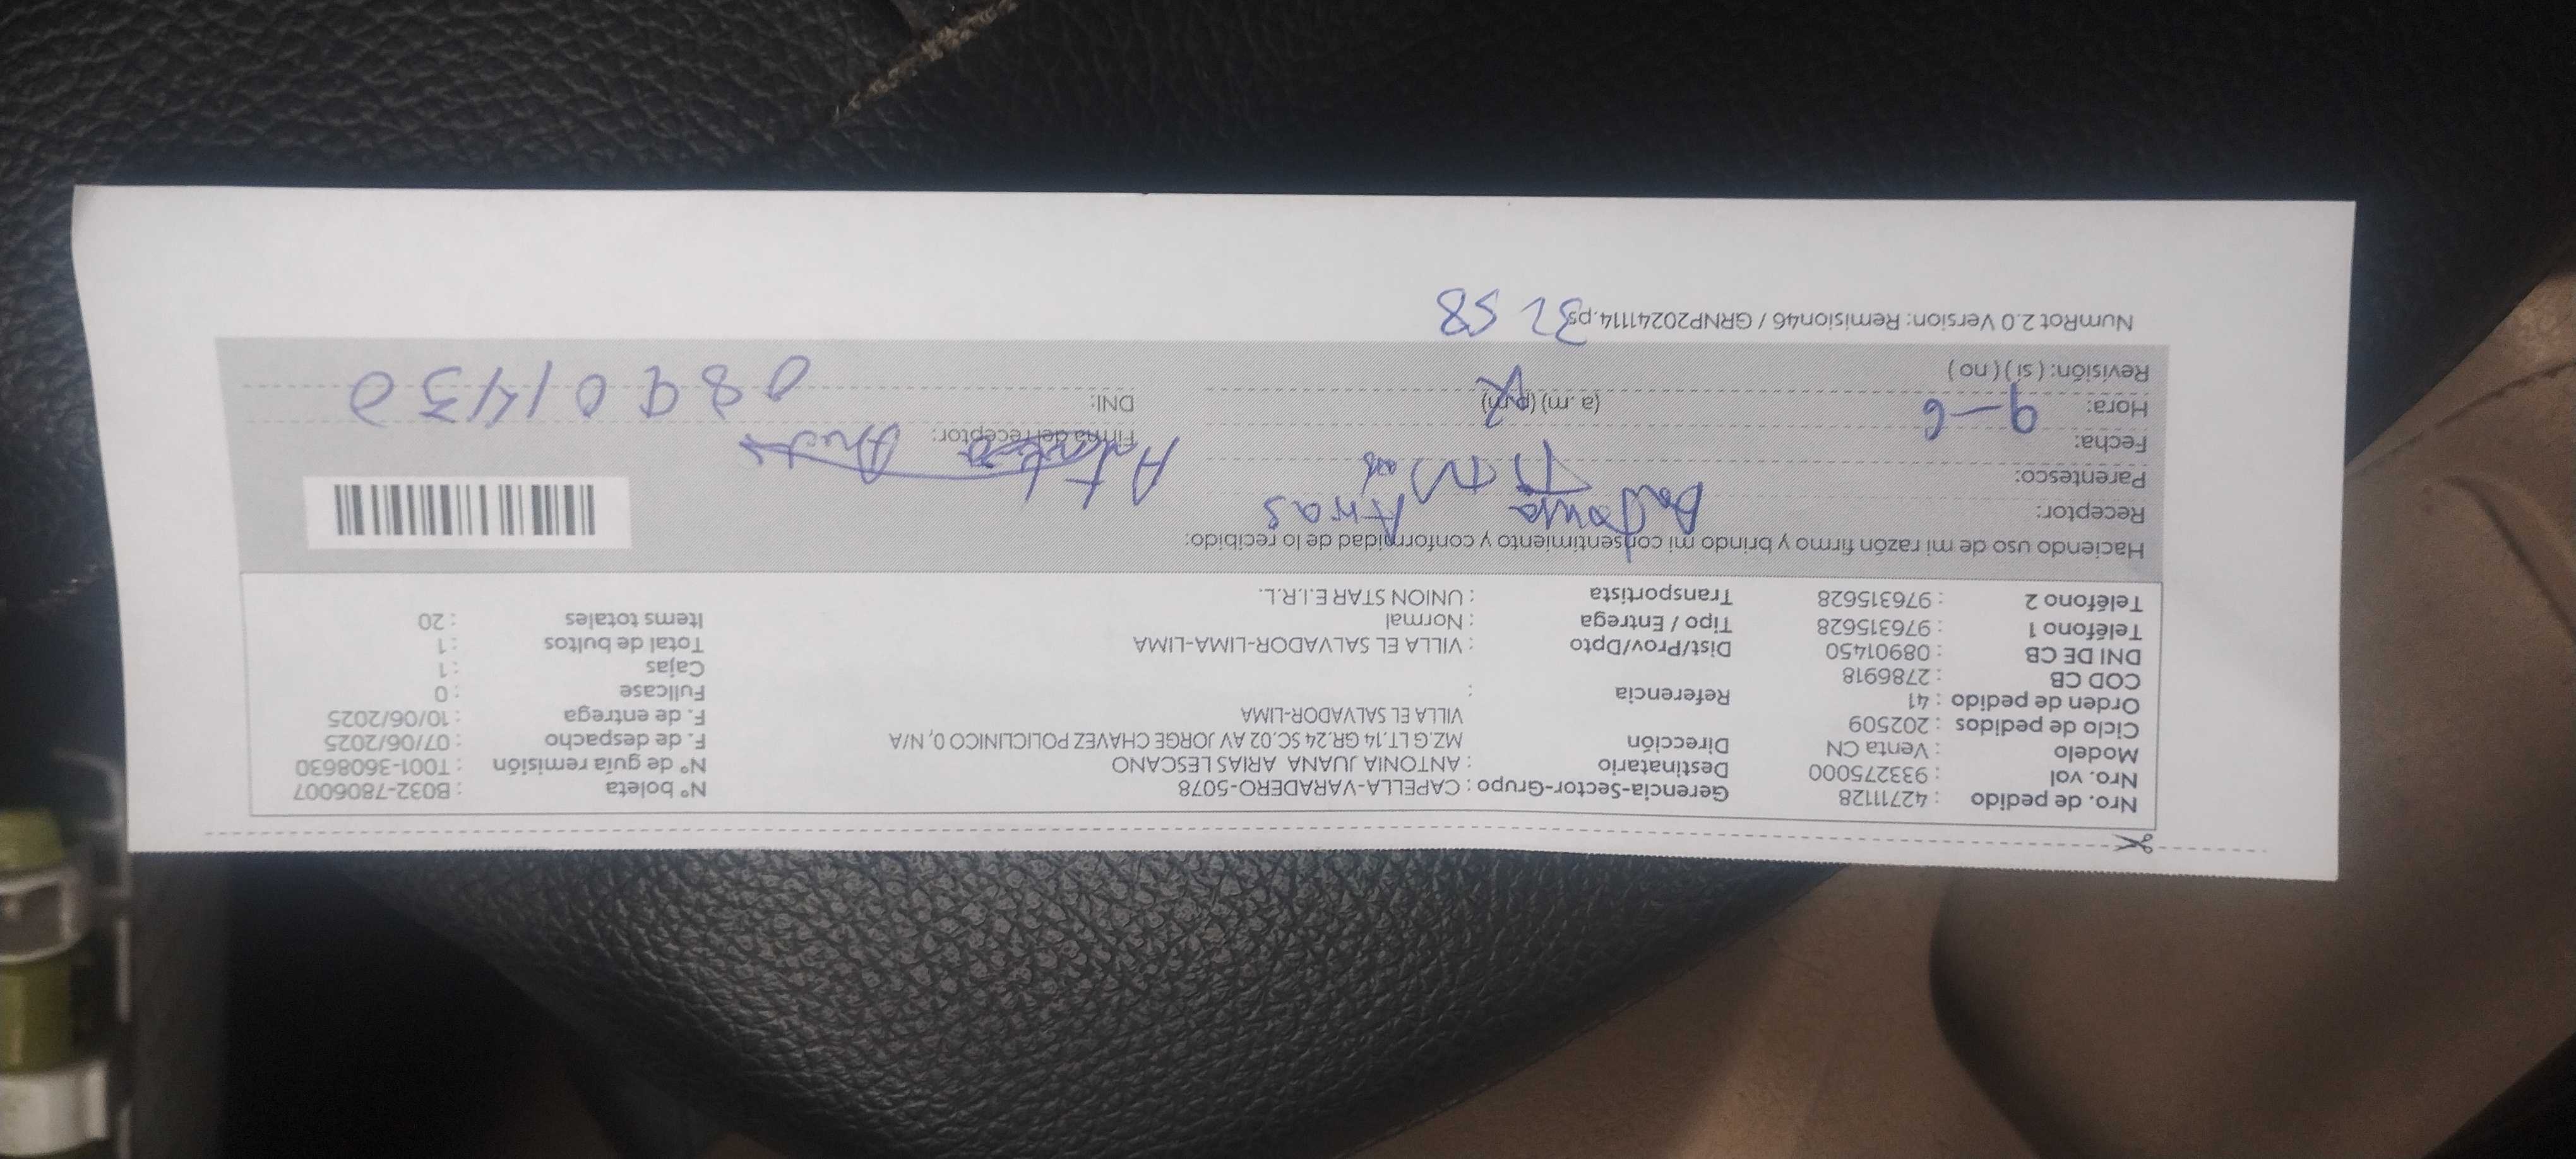 Nro. de pedido : 42711128
Nro. val : 933275000
Modelo : Venta CN
Ciclo de pedidos : 202509
Orden de pedido : 41
COD CB : 2786918
DNI DE CB : 08901450
Teléfono 1 : 976315628
Teléfono 2 : 976315628
Gerencia-Sector-Grupo : CAPELLA-VARADERO-5078
Destinatario : ANTONIA JUANA ARIAS LESCANO
Dirección MZ.G LT.14 GR.24 SC.02 AV JORGE CHAVEZ POLICLINICO 0, N/A
VILLA EL SALVADOR-LIMA
Referencia :
Dist/Prov/Dpto : VILLA EL SALVADOR-LIMA-LIMA
Tipo / Entrega : Normal
Transportista : UNION STAR E.I.R.L.
N° boleta : B032-7806007
N° de guía remisión : T001-3608630
F. de despacho : 07/06/2025
F. de entrega : 10/06/2025
Fullcase : 0
Cajas : 1
Total de bultos : 1
Items totales : 20
Haciendo uso de mi razón firmo y brindo mi consentimiento y conformidad de lo recibido:
Receptor: Arias
Parentesco:
Fecha: 9-6
Hora: (a.m) (p.m)
Revisión: (si) (no)
Firma del receptor:
DNI: 08901450
NumRot 2.0 Version: Remision46 / GRNP20241114.ps
3258